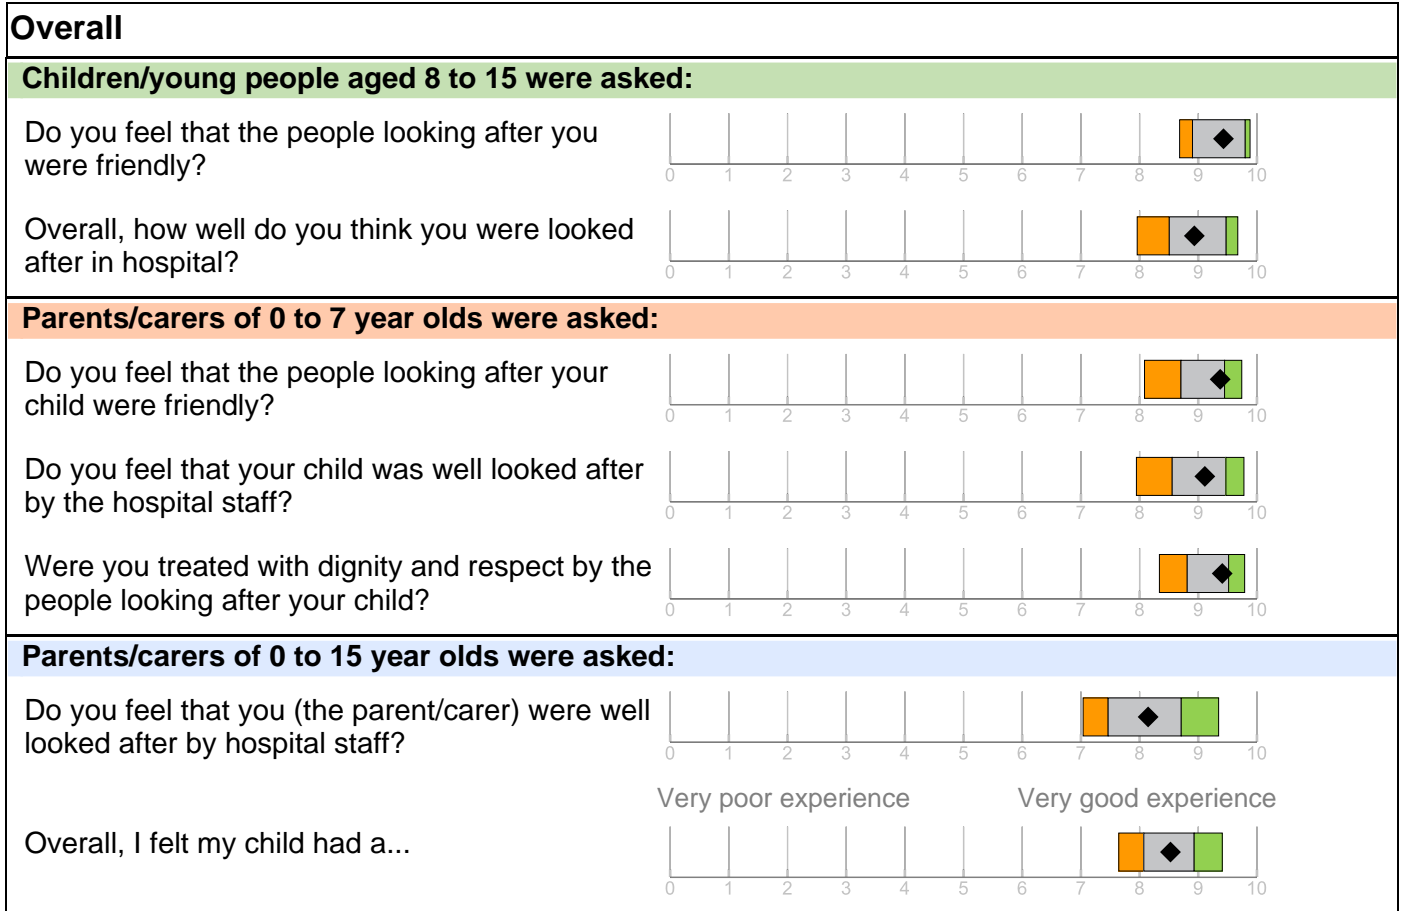 Overall
Children/young people aged 8 to 15 were asked:
Do you feel that the people looking after you
were friendly?
0 1 2 3 4 5 6 7 8 9 10
Overall, how well do you think you were looked
after in hospital?
0 1 2 3 4 5 6 7 8 9 10
Parents/carers of 0 to 7 year olds were asked:
Do you feel that the people looking after your
child were friendly?
0 1 2 3 4 5 6 7 8 9 10
Do you feel that your child was well looked after
by the hospital staff?
0 1 2 3 4 5 6 7 8 9 10
Were you treated with dignity and respect by the
people looking after your child?
0 1 2 3 4 5 6 7 8 9 10
Parents/carers of 0 to 15 year olds were asked:
Do you feel that you (the parent/carer) were well
looked after by hospital staff?
0 1 2 3 4 5 6 7 8 9 10
Very poor experience Very good experience
Overall, I felt my child had a...
0 1 2 3 4 5 6 7 8 9 10